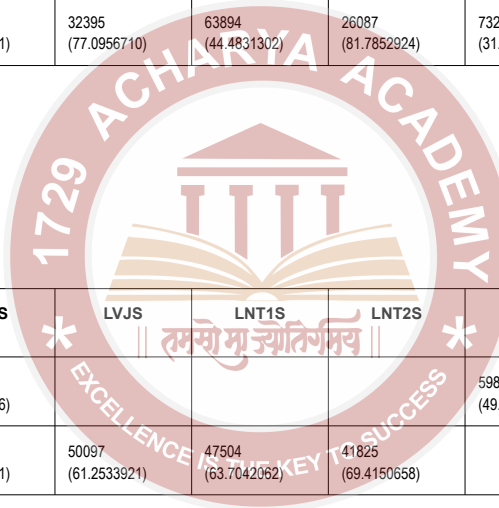 32395 63894 26087 732
1) (77.0956710) (44.4831302) (81.7852924) (31.
1729 ACHARYA ACADEMY
S LVJS LNT1S LNT2S
|| तमसो मा ज्योतिर्गमय ||
598
6) (49.
50097 47504 41825
1) (61.2533921) (63.7042062) (69.4150658)
EXCELLENCE IS THE KEY TO SUCCESS